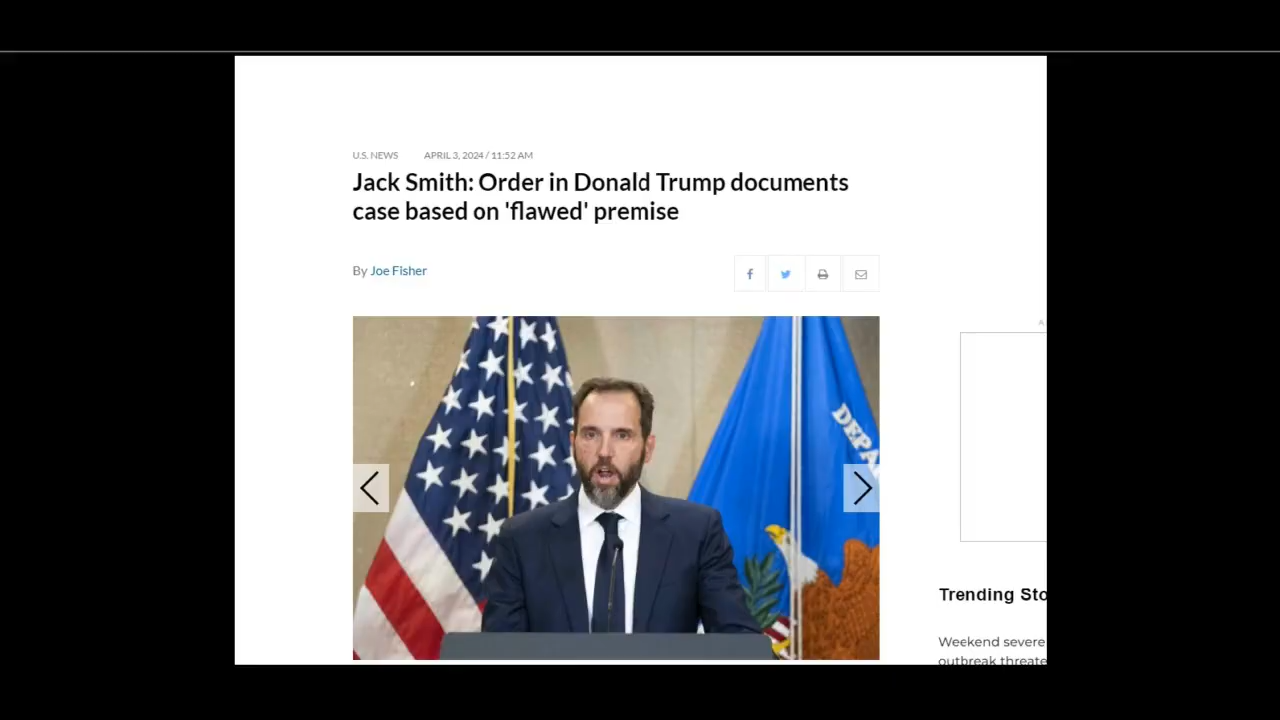 U.S. NEWS APRIL 3, 2024 / 11:52 AM
Jack Smith: Order in Donald Trump documents
case based on 'flawed' premise
By Joe Fisher
DEPA
A
Trending Sto
Weekend severe
outbreak threate